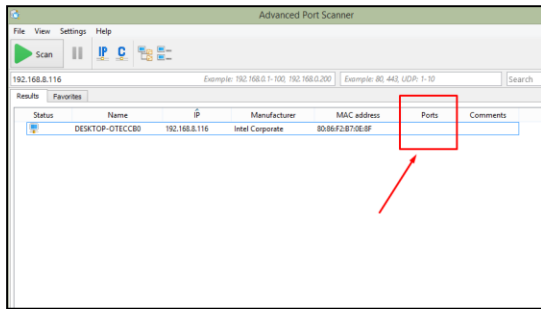 Advanced Port Scanner
File View Settings Help
Scan IP C
192.168.8.116 Example: 192.168.0.1-100, 192.168.0.200 Example: 80, 443, UDP: 1-10 Search
Results Favorites
Status Name IP Manufacturer MAC address Ports Comments
DESKTOP-OTECCB0 192.168.8.116 Intel Corporate 80:86:F2:B7:0E:8F